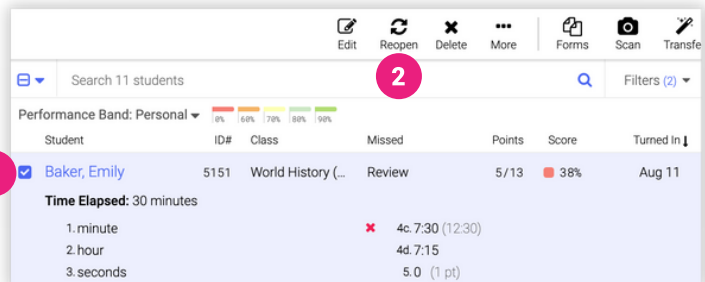 Edit Reopen Delete More Forms Scan Transfe
2
Search 11 students Filters (2)
Performance Band: Personal 0% 60% 70% 80% 90%
Student ID# Class Missed Points Score Turned In
Baker, Emily 5151 World History (... Review 5/13 38% Aug 11
Time Elapsed: 30 minutes
1. minute 4c. 7:30 (12:30)
2. hour 4d. 7:15
3. seconds 5. 0 (1 pt)